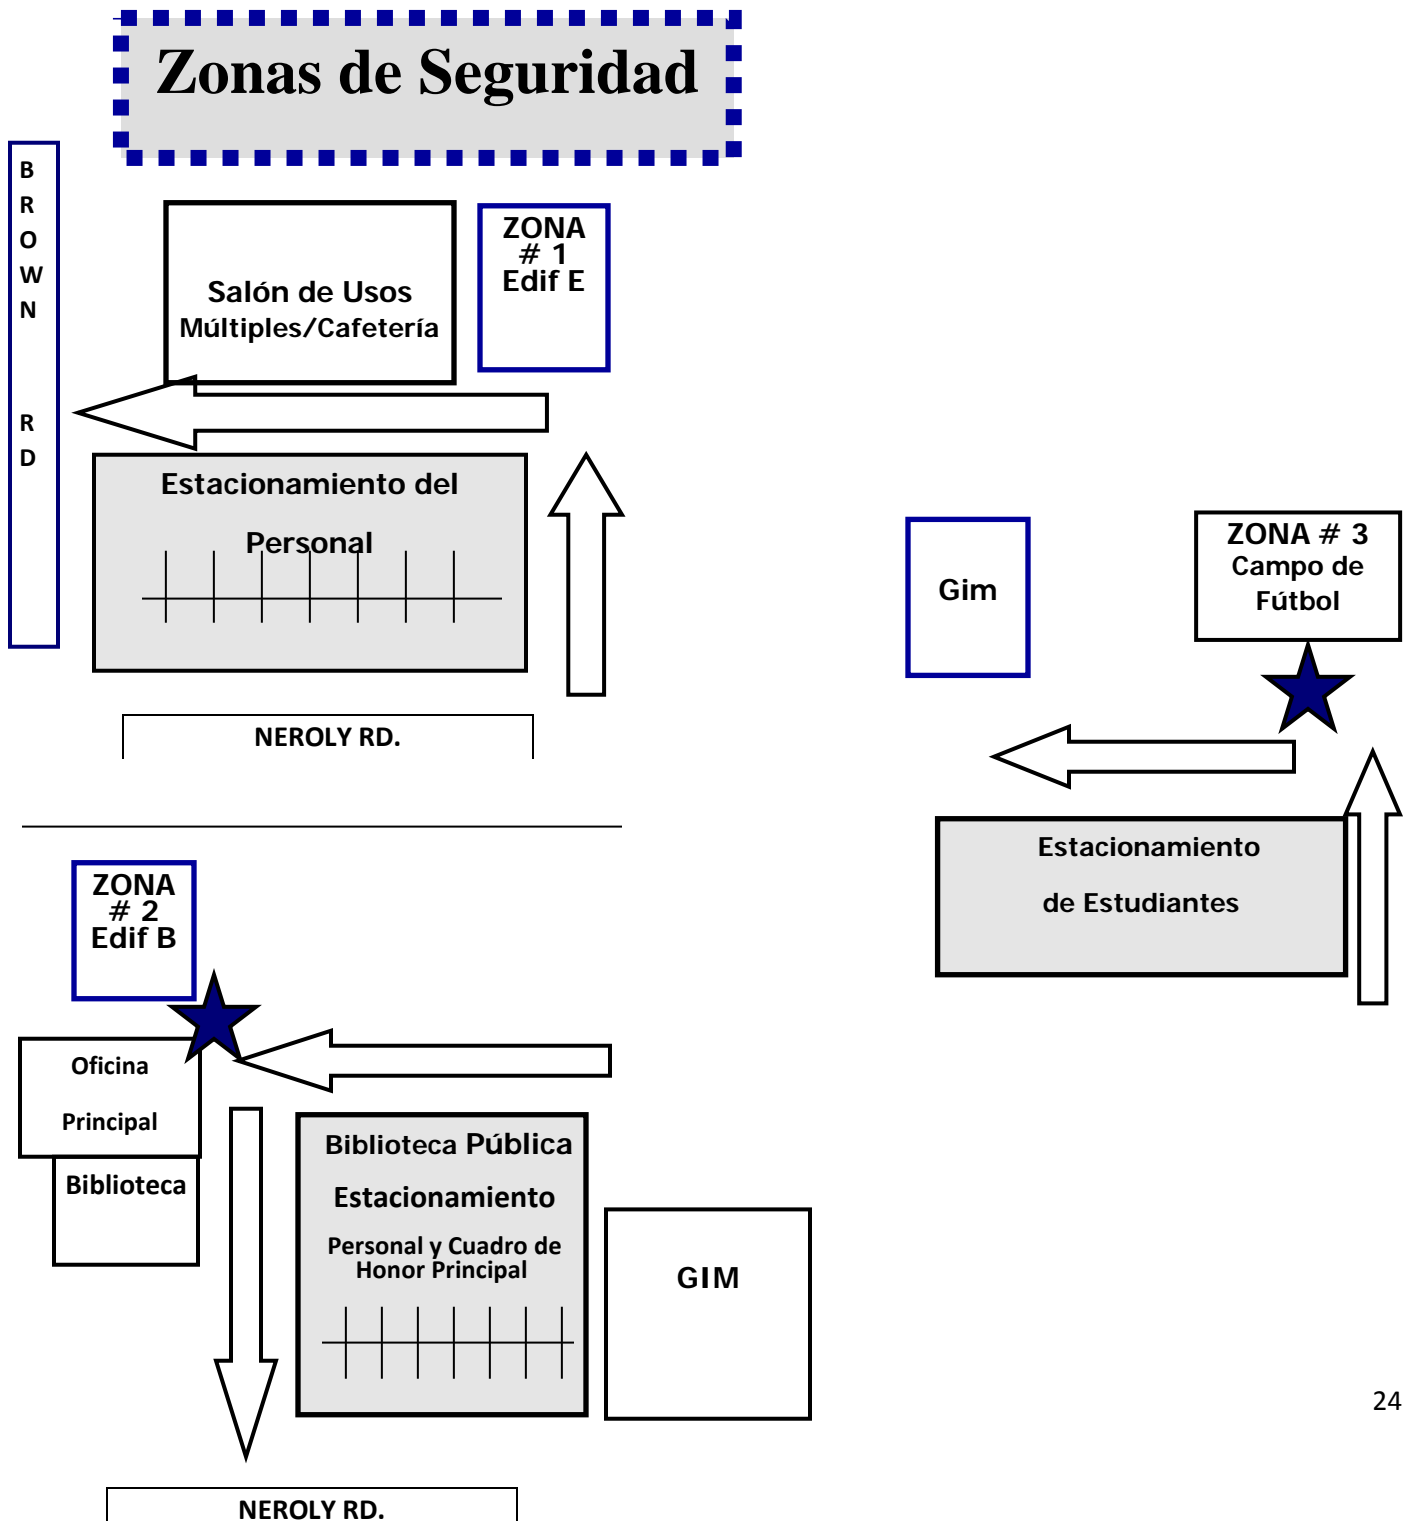 Zonas de Seguridad
BROWN RD
ZONA
# 1
Edif E
Salón de Usos
Múltiples/Cafetería
Estacionamiento del
Personal
NEROLY RD.
Gim
ZONA # 3
Campo de
Fútbol
Estacionamiento
de Estudiantes
ZONA
# 2
Edif B
Oficina
Principal
Biblioteca
Biblioteca Pública
Estacionamiento
Personal y Cuadro de
Honor Principal
GIM
NEROLY RD.
24